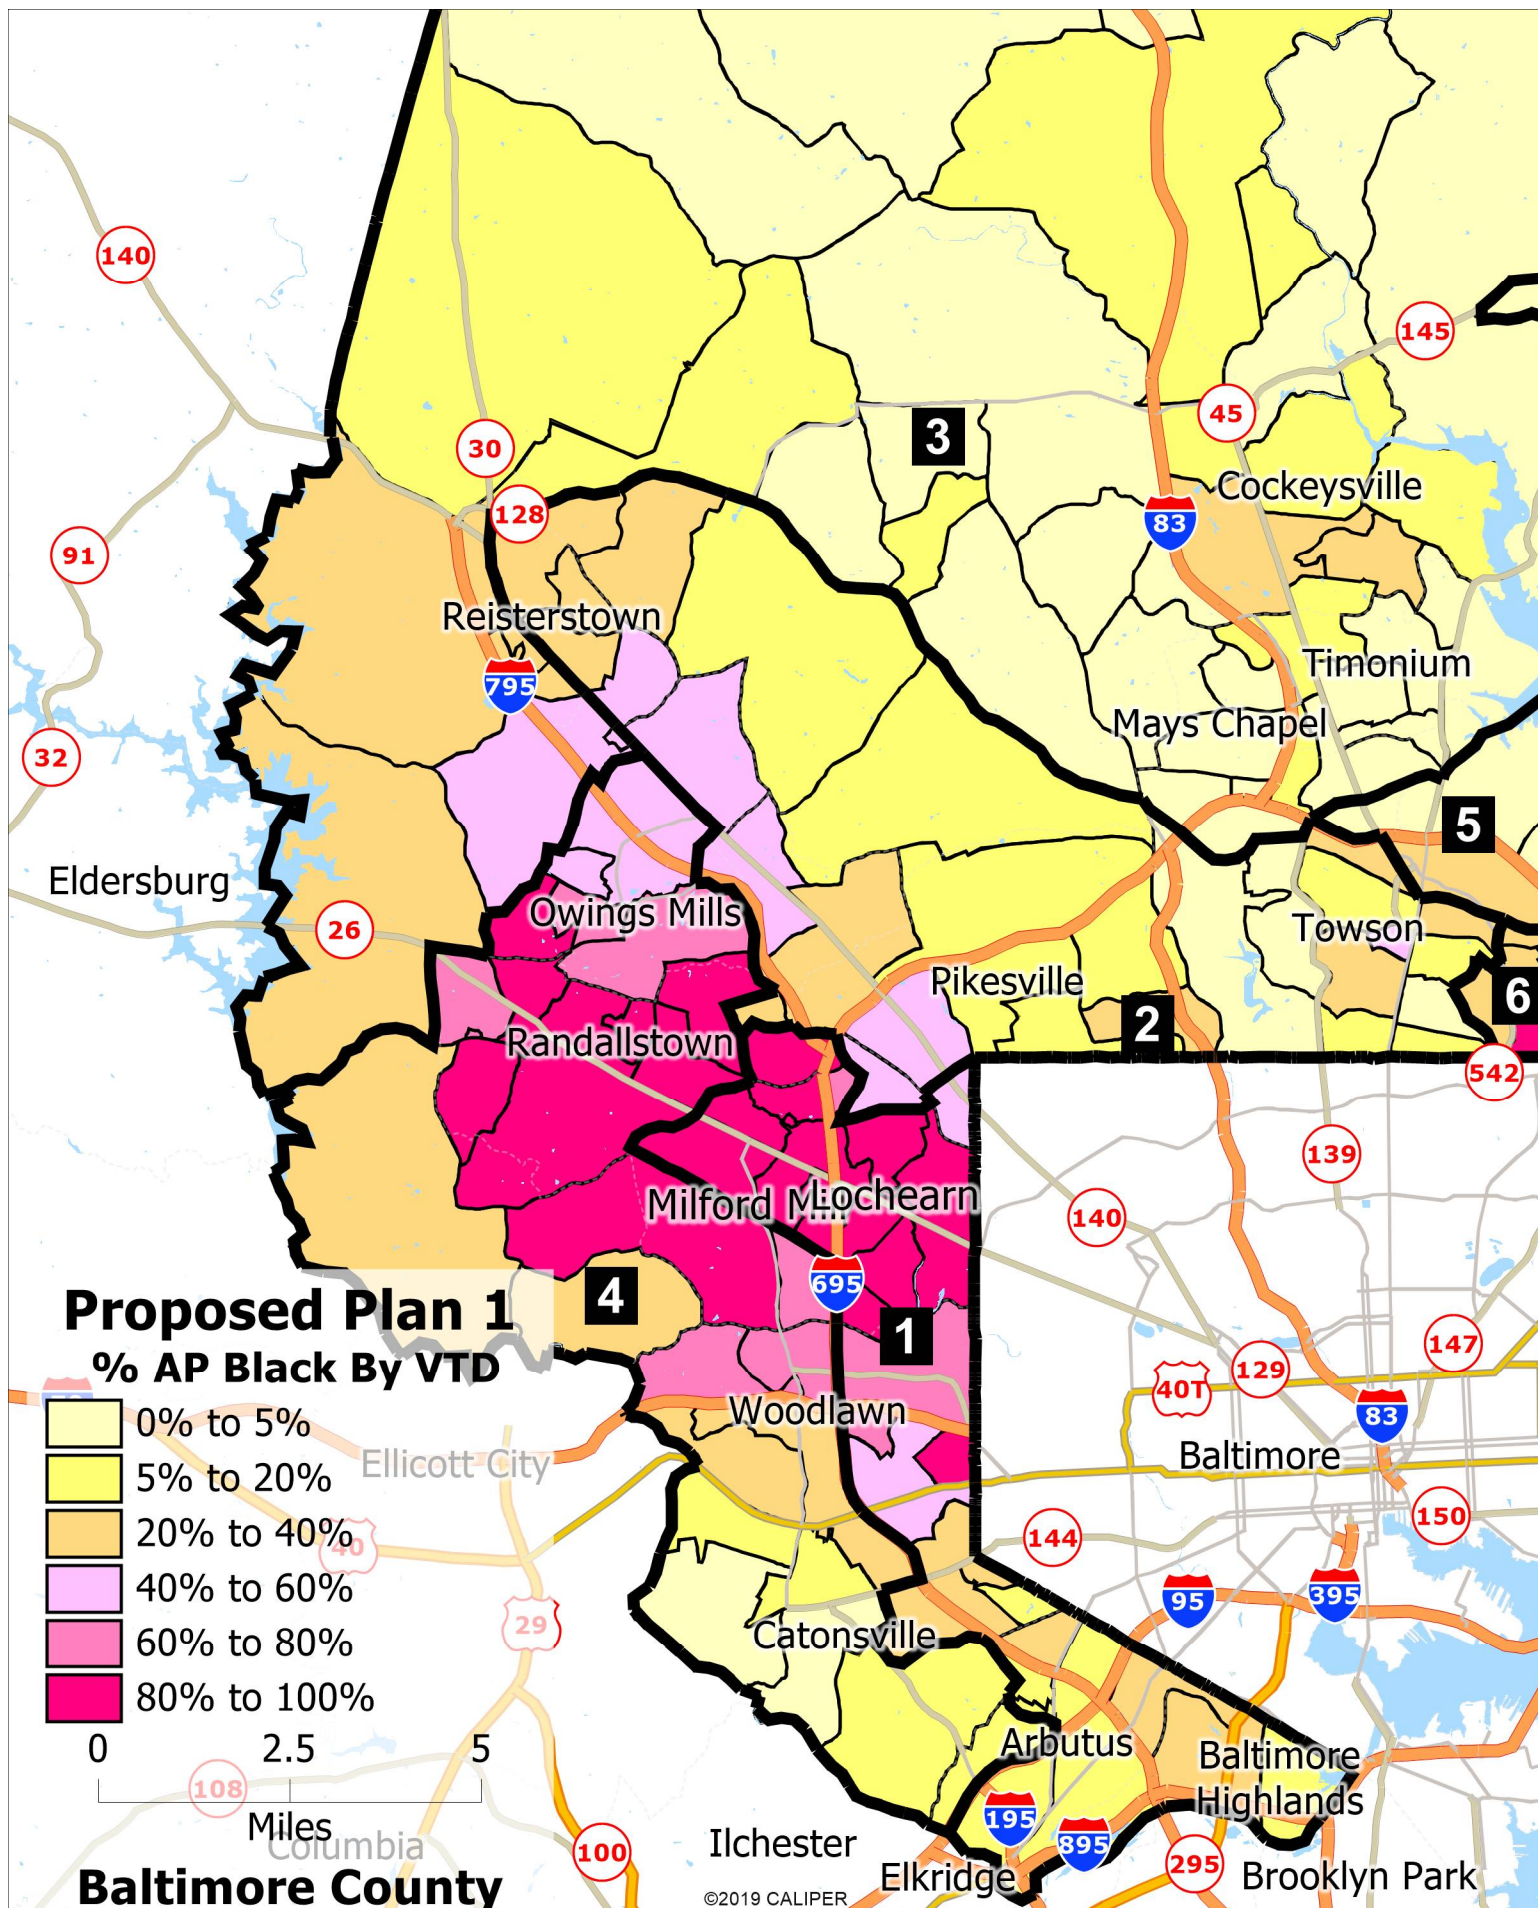 140
30
128
91
32
26
795
Reisterstown
3
145
45
Cockeysville
83
Timonium
Mays Chapel
5
Eldersburg
Owings Mills
Towson
Pikesville
2
6
Randallstown
542
139
140
Milford Mill
Lochearn
695
4
1
147
129
40T
83
Woodlawn
Baltimore
Ellicott City
150
144
95
395
40
29
Catonsville
Arbutus
Baltimore
Highlands
195
895
295
108
100
Columbia
Ilchester
Elkridge
Brooklyn Park
Proposed Plan 1
% AP Black By VTD
0% to 5%
5% to 20%
20% to 40%
40% to 60%
60% to 80%
80% to 100%
0 2.5 5
Miles
Baltimore County
©2019 CALIPER